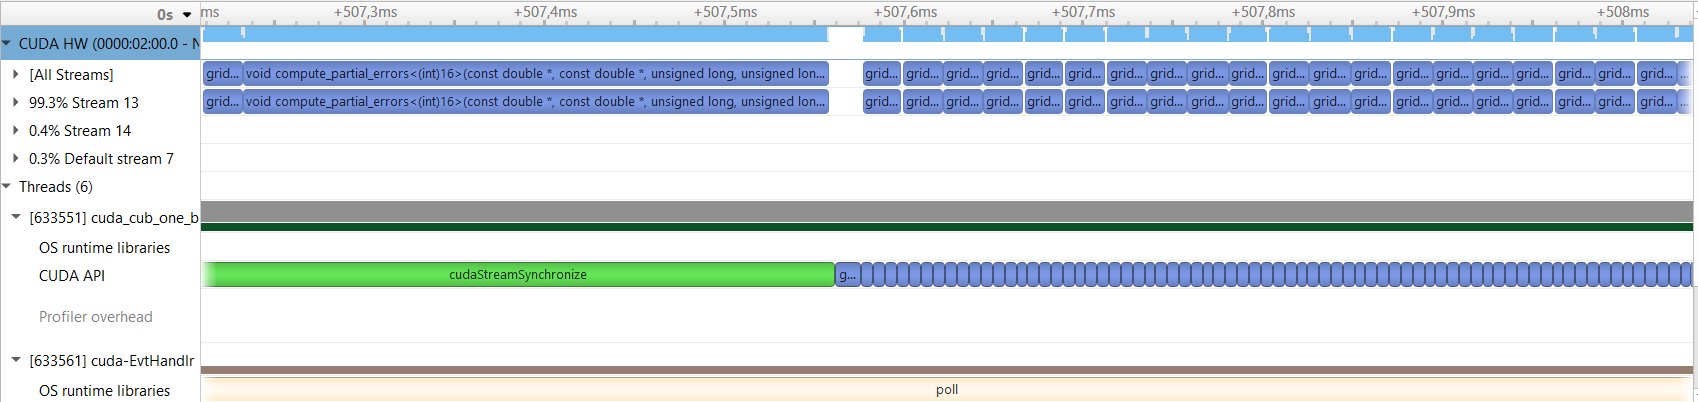 0s ms +507,3ms +507,4ms +507,5ms +507,6ms +507,7ms +507,8ms +507,9ms +508ms
CUDA HW (0000:02:00.0 - N
[All Streams] grid... void compute_partial_errors<(int)16>(const double *, const double *, unsigned long, unsigned lon... grid... grid... grid... grid... grid... grid... grid... grid... grid... grid... grid... grid... grid... grid... grid... grid... grid... grid... grid... grid... ...
99.3% Stream 13 grid... void compute_partial_errors<(int)16>(const double *, const double *, unsigned long, unsigned lon... grid... grid... grid... grid... grid... grid... grid... grid... grid... grid... grid... grid... grid... grid... grid... grid... grid... grid... grid... grid... ...
0.4% Stream 14
0.3% Default stream 7
Threads (6)
[633551] cuda_cub_one_b
OS runtime libraries
CUDA API cudaStreamSynchronize g...
Profiler overhead
[633561] cuda-EvtHandlr
OS runtime libraries poll